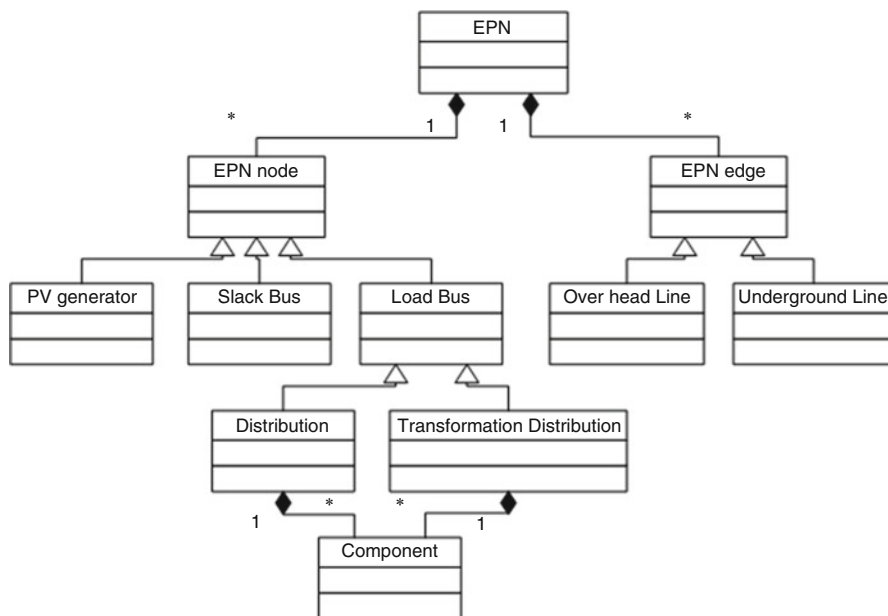 EPN
* 1 1 *
EPN node
EPN edge
PV generator
Slack Bus
Load Bus
Over head Line
Underground Line
Distribution
Transformation Distribution
1 * * 1
Component